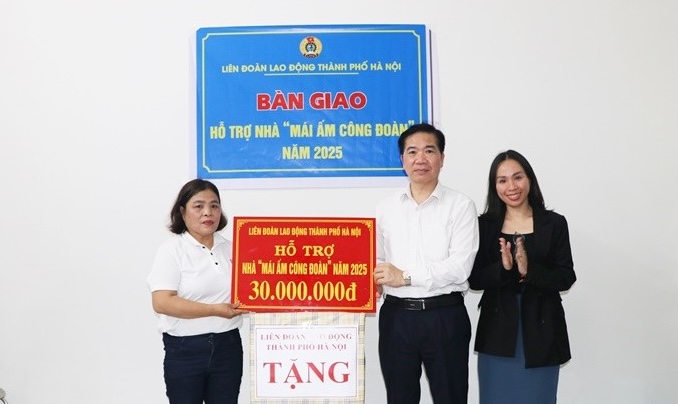 LIÊN ĐOÀN LAO ĐỘNG THÀNH PHỐ HÀ NỘI
BÀN GIAO
HỖ TRỢ NHÀ “MÁI ẤM CÔNG ĐOÀN”
NĂM 2025
LIÊN ĐOÀN LAO ĐỘNG THÀNH PHỐ HÀ NỘI
HỖ TRỢ
NHÀ “MÁI ẤM CÔNG ĐOÀN” NĂM 2025
30.000.000đ
LIÊN ĐOÀN LAO ĐỘNG
THÀNH PHỐ HÀ NỘI
TẶNG